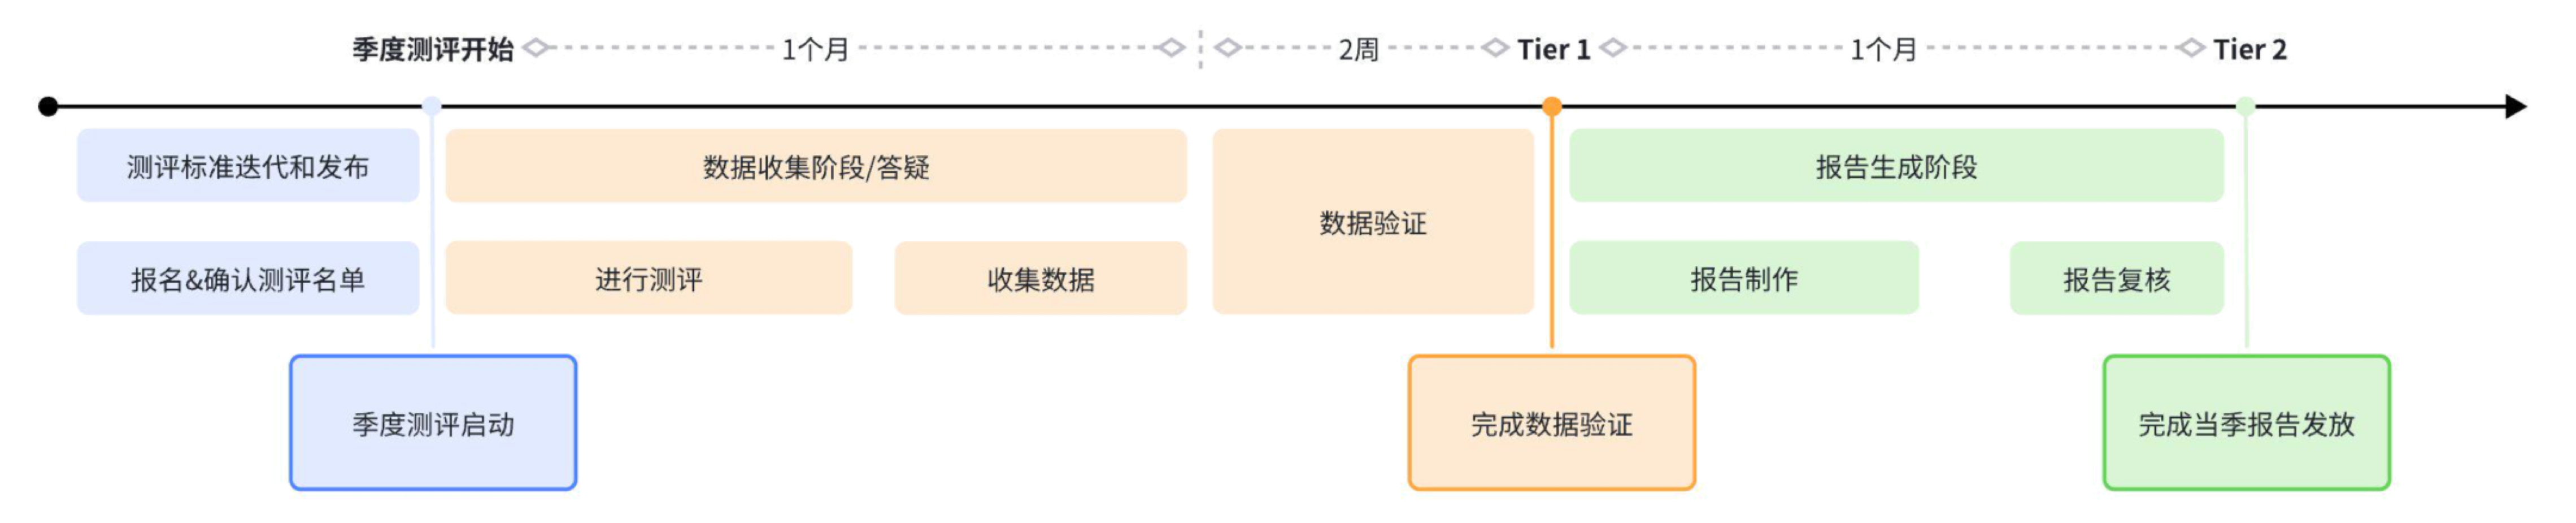 季度测评开始 1个月 2周 Tier 1 1个月 Tier 2
测评标准迭代和发布
数据收集阶段/答疑
数据验证
报告生成阶段
报名&确认测评名单
进行测评
收集数据
报告制作
报告复核
季度测评启动
完成数据验证
完成当季报告发放